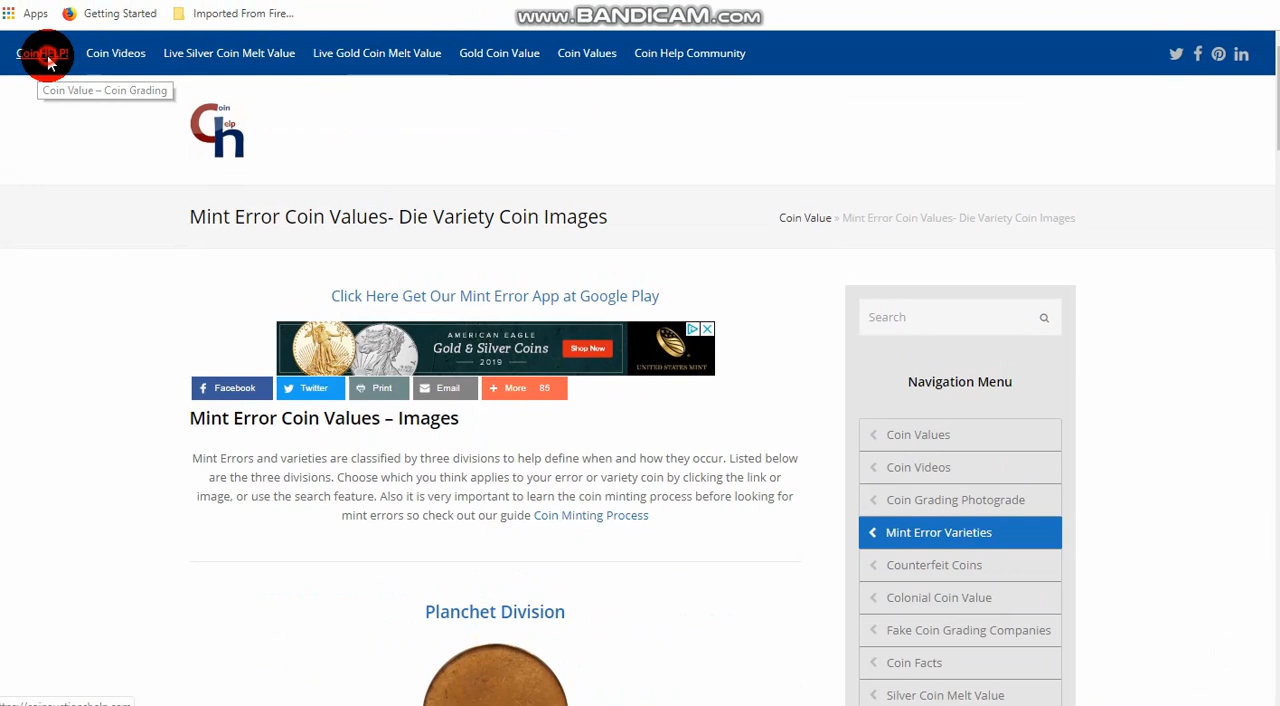 Apps Getting Started Imported From Fire...
www.BANDICAM.com
CoinHELP! Coin Videos Live Silver Coin Melt Value Live Gold Coin Melt Value Gold Coin Value Coin Values Coin Help Community
Coin Value – Coin Grading
Coin
Help
Mint Error Coin Values- Die Variety Coin Images
Coin Value » Mint Error Coin Values- Die Variety Coin Images
Click Here Get Our Mint Error App at Google Play
AMERICAN EAGLE
Gold & Silver Coins
2019
Shop Now
UNITED STATES MINT
Facebook Twitter Print Email More 85
Mint Error Coin Values – Images
Mint Errors and varieties are classified by three divisions to help define when and how they occur. Listed below
are the three divisions. Choose which you think applies to your error or variety coin by clicking the link or
image, or use the search feature. Also it is very important to learn the coin minting process before looking for
mint errors so check out our guide Coin Minting Process
Planchet Division
Search
Navigation Menu
Coin Values
Coin Videos
Coin Grading Photograde
Mint Error Varieties
Counterfeit Coins
Colonial Coin Value
Fake Coin Grading Companies
Coin Facts
Silver Coin Melt Value